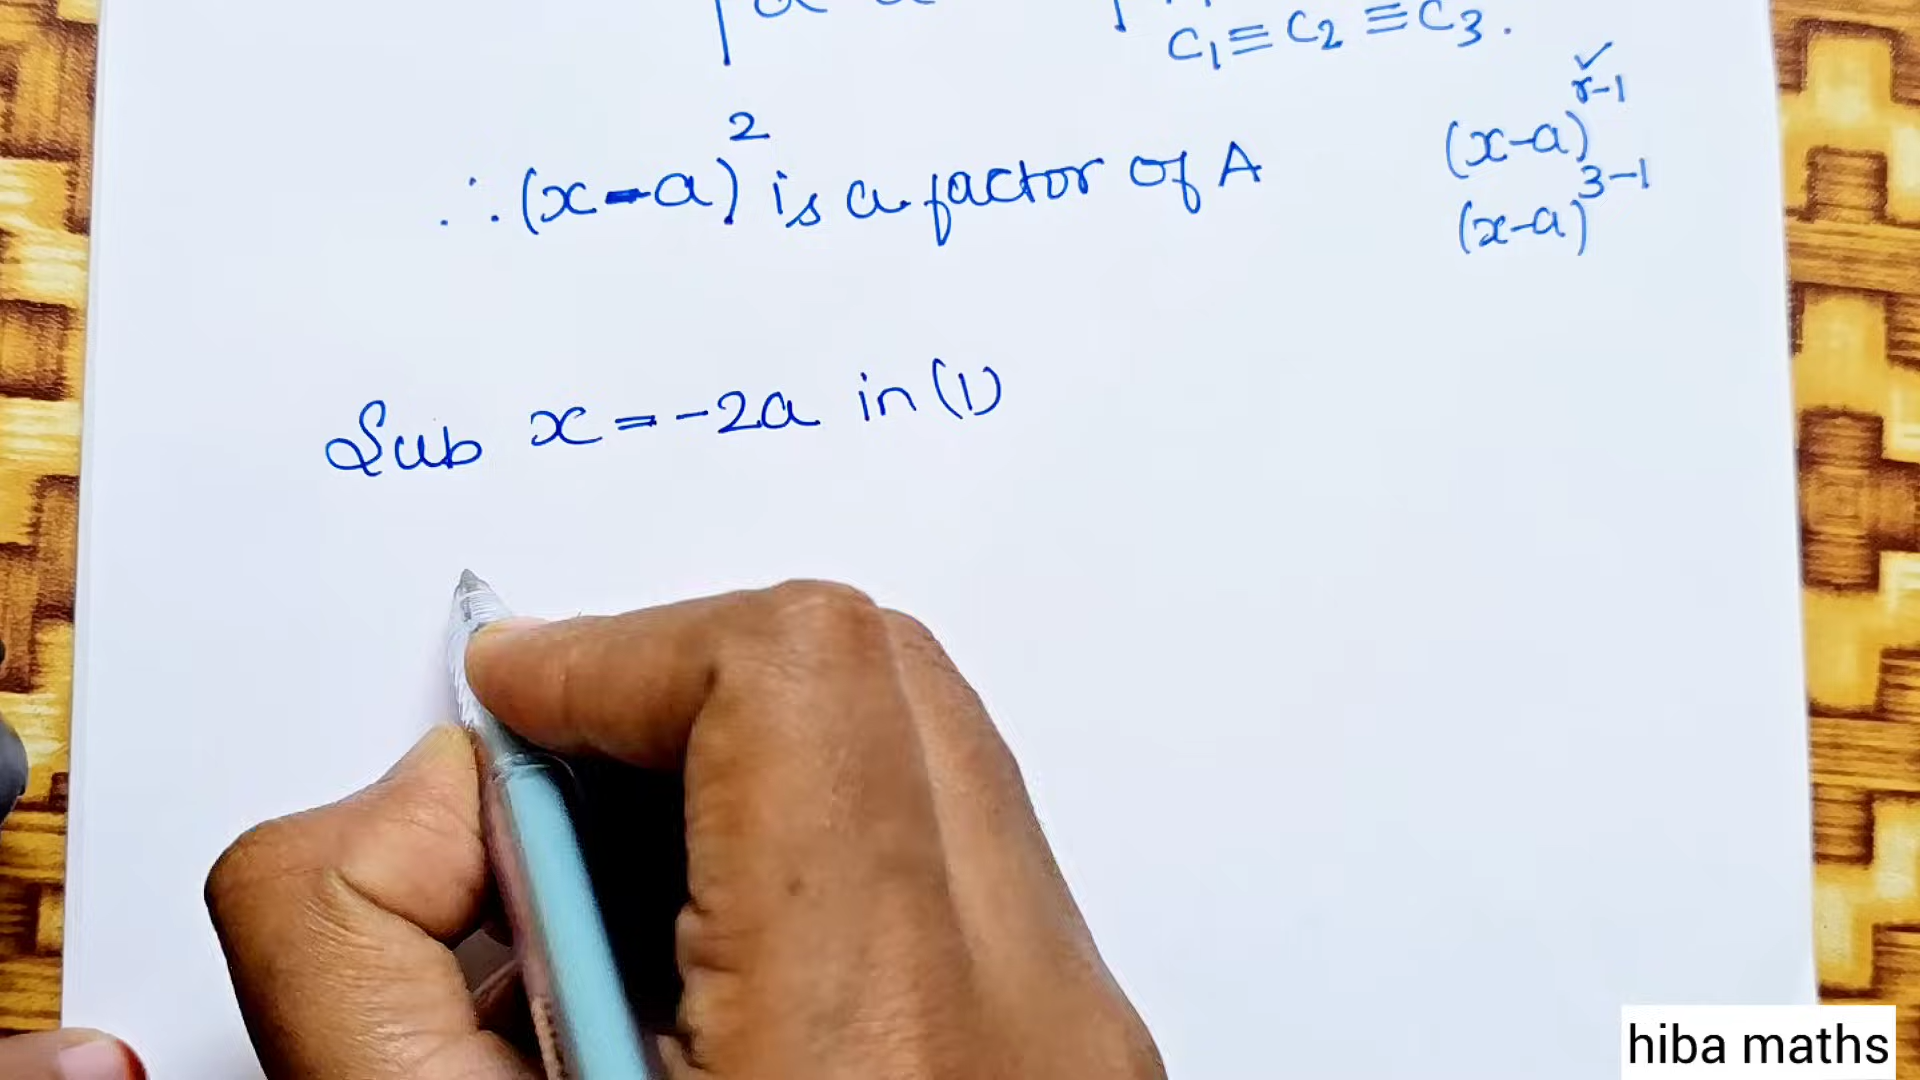 C₁ ≡ C₂ ≡ C₃.
∴ (x-a)² is a factor of A
(x-a)^{r-1}
(x-a)^{3-1}
Sub x = -2a in (1)
hiba maths